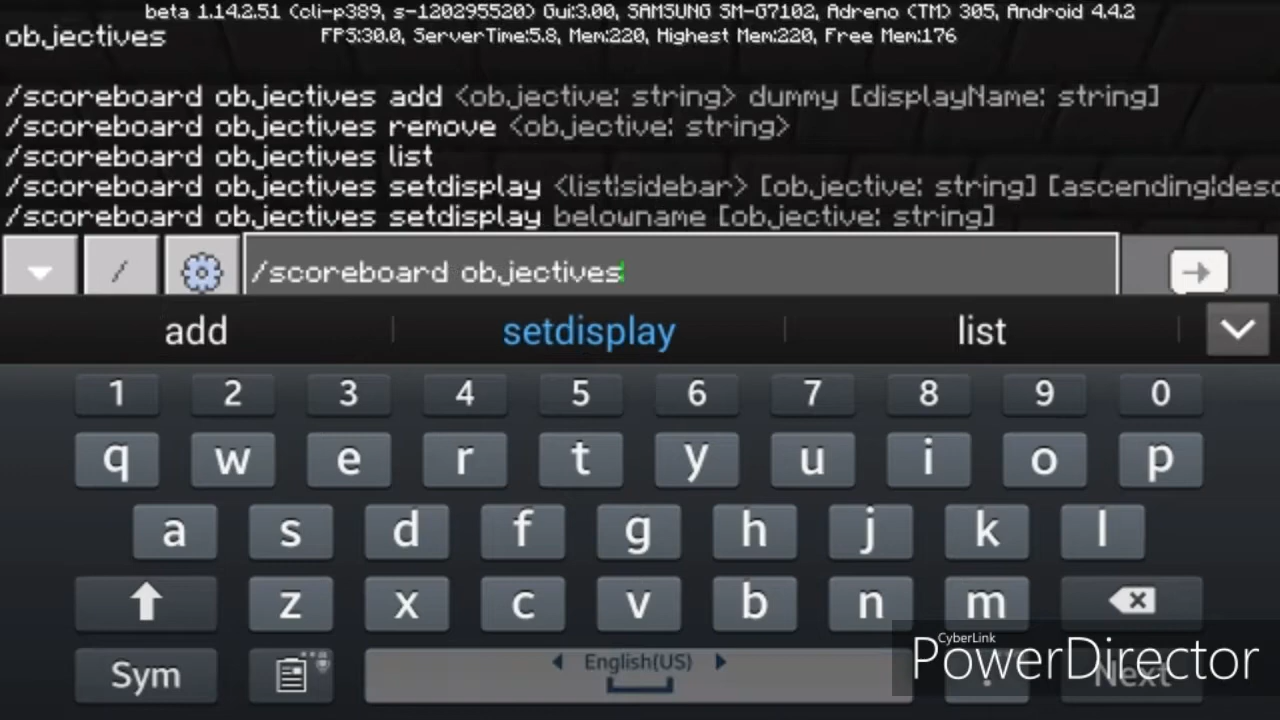 beta 1.14.2.51 (cli-p389, s-120295520) Gui:3.00, SAMSUNG SM-G7102, Adreno (TM) 305, Android 4.4.2
FPS:30.0, ServerTime:5.8, Mem:220, Highest Mem:220, Free Mem:176
objectives
/scoreboard objectives add <objective: string> dummy [displayName: string]
/scoreboard objectives remove <objective: string>
/scoreboard objectives list
/scoreboard objectives setdisplay <list|sidebar> [objective: string] [ascending|desc
/scoreboard objectives setdisplay belowname [objective: string]
/ /scoreboard objectives
add setdisplay list
1 2 3 4 5 6 7 8 9 0
q w e r t y u i o p
a s d f g h j k l
z x c v b n m
CyberLink
PowerDirector
Sym English(US) Next